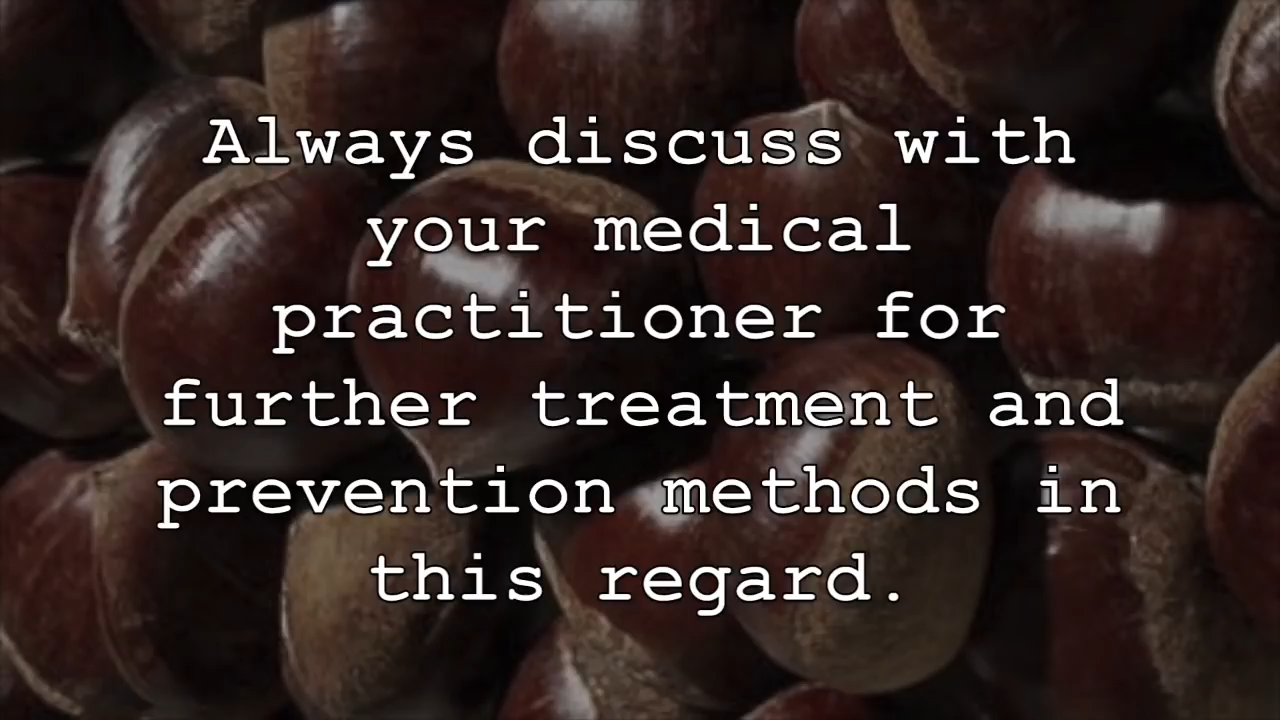 Always discuss with
your medical
practitioner for
further treatment and
prevention methods in
this regard.